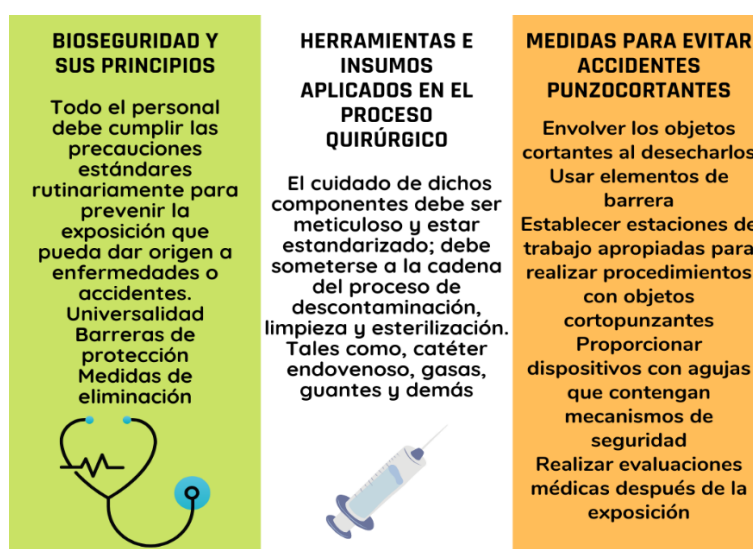 BIOSEGURIDAD Y
SUS PRINCIPIOS
Todo el personal
debe cumplir las
precauciones
estándares
rutinariamente para
prevenir la
exposición que
pueda dar origen a
enfermedades o
accidentes.
Universalidad
Barreras de
protección
Medidas de
eliminación
HERRAMIENTAS E
INSUMOS
APLICADOS EN EL
PROCESO
QUIRÚRGICO
El cuidado de dichos
componentes debe ser
meticuloso y estar
estandarizado; debe
someterse a la cadena
del proceso de
descontaminación,
limpieza y esterilización.
Tales como, catéter
endovenoso, gasas,
guantes y demás
MEDIDAS PARA EVITAR
ACCIDENTES
PUNZOCORTANTES
Envolver los objetos
cortantes al desecharlos
Usar elementos de
barrera
Establecer estaciones de
trabajo apropiadas para
realizar procedimientos
con objetos
cortopunzantes
Proporcionar
dispositivos con agujas
que contengan
mecanismos de
seguridad
Realizar evaluaciones
médicas después de la
exposición